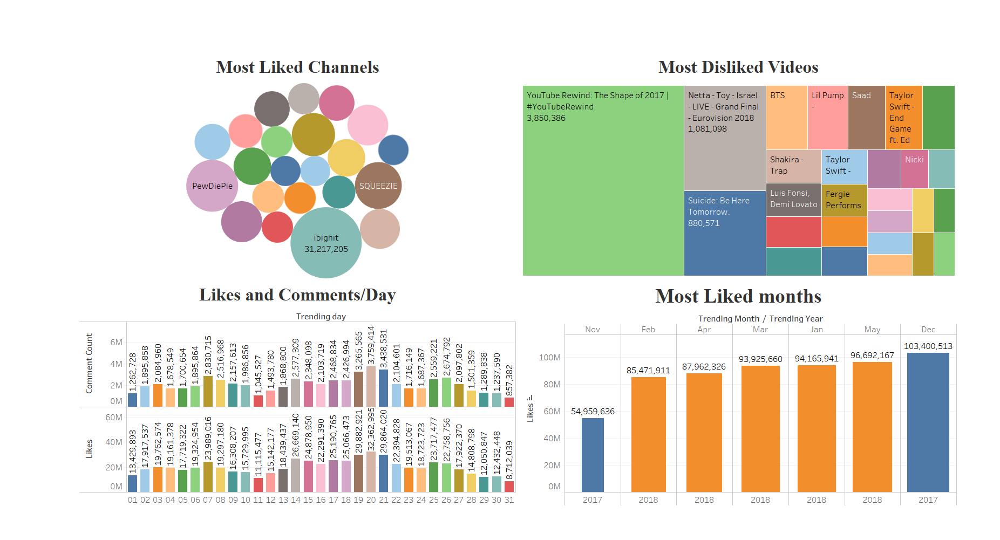 Most Liked Channels
PewDiePie
SQUEEZIE
ibighit
31,217,205
Most Disliked Videos
YouTube Rewind: The Shape of 2017 |
#YouTubeRewind
3,850,386
Netta - Toy - Israel
- LIVE - Grand Final
- Eurovision 2018
1,081,098
Suicide: Be Here
Tomorrow.
880,571
BTS
Lil Pump
-
Saad
Taylor
Swift -
End
Game
ft. Ed
Shakira -
Trap
Taylor
Swift -
Nicki
Luis Fonsi,
Demi Lovato
Fergie
Performs
Likes and Comments/Day
Trending day
Comment Count
6M
4M
2M
0M
1,262,728
1,895,858
2,084,960
1,678,549
1,700,654
1,895,864
2,830,715
2,516,968
2,157,613
1,986,856
1,045,527
1,493,780
1,868,800
2,577,309
2,348,098
2,103,719
2,468,834
2,426,994
3,265,565
3,759,414
3,438,531
2,104,601
1,716,149
1,687,367
2,559,221
2,674,792
2,097,802
1,501,359
1,289,838
1,237,590
857,382
Likes
60M
40M
20M
0M
13,429,893
17,917,537
19,762,574
19,161,378
17,719,322
19,324,954
23,989,016
19,297,180
16,308,207
15,729,995
11,115,477
15,142,177
18,439,437
26,669,140
24,878,950
22,291,390
25,190,765
25,066,473
29,882,921
32,362,995
29,864,020
22,394,828
19,513,067
18,723,723
23,717,477
22,758,756
17,922,370
14,808,798
12,050,847
12,432,448
8,712,039
01 02 03 04 05 06 07 08 09 10 11 12 13 14 15 16 17 18 19 20 21 22 23 24 25 26 27 28 29 30 31
Most Liked months
Trending Month / Trending Year
Nov Feb Apr Mar Jan May Dec
Likes
100M
80M
60M
40M
20M
0M
54,959,636
85,471,911
87,962,326
93,925,660
94,165,941
96,692,167
103,400,513
2017 2018 2018 2018 2018 2018 2017